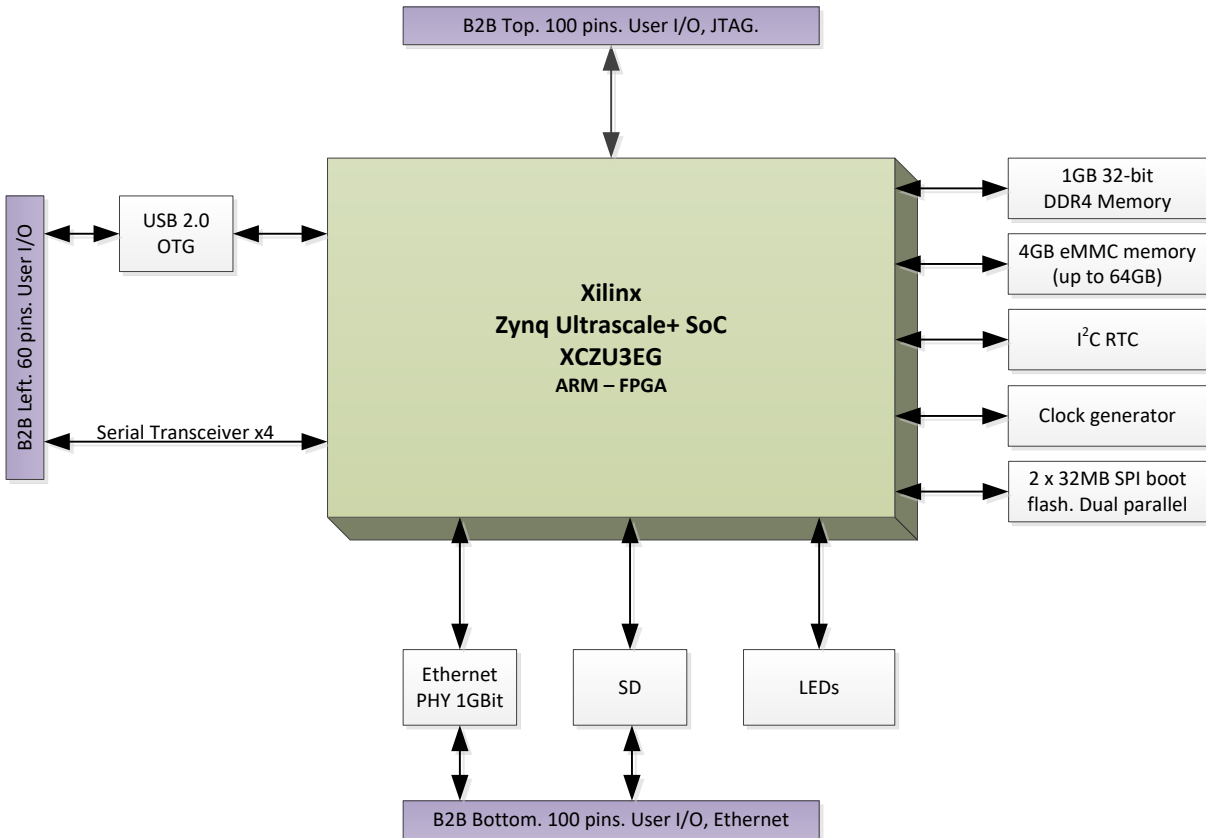 B2B Top. 100 pins. User I/O, JTAG.
B2B Left. 60 pins. User I/O
USB 2.0
OTG
Serial Transceiver x4
Xilinx
Zynq Ultrascale+ SoC
XCZU3EG
ARM – FPGA
1GB 32-bit
DDR4 Memory
4GB eMMC memory
(up to 64GB)
I²C RTC
Clock generator
2 x 32MB SPI boot
flash. Dual parallel
Ethernet
PHY 1GBit
SD
LEDs
B2B Bottom. 100 pins. User I/O, Ethernet